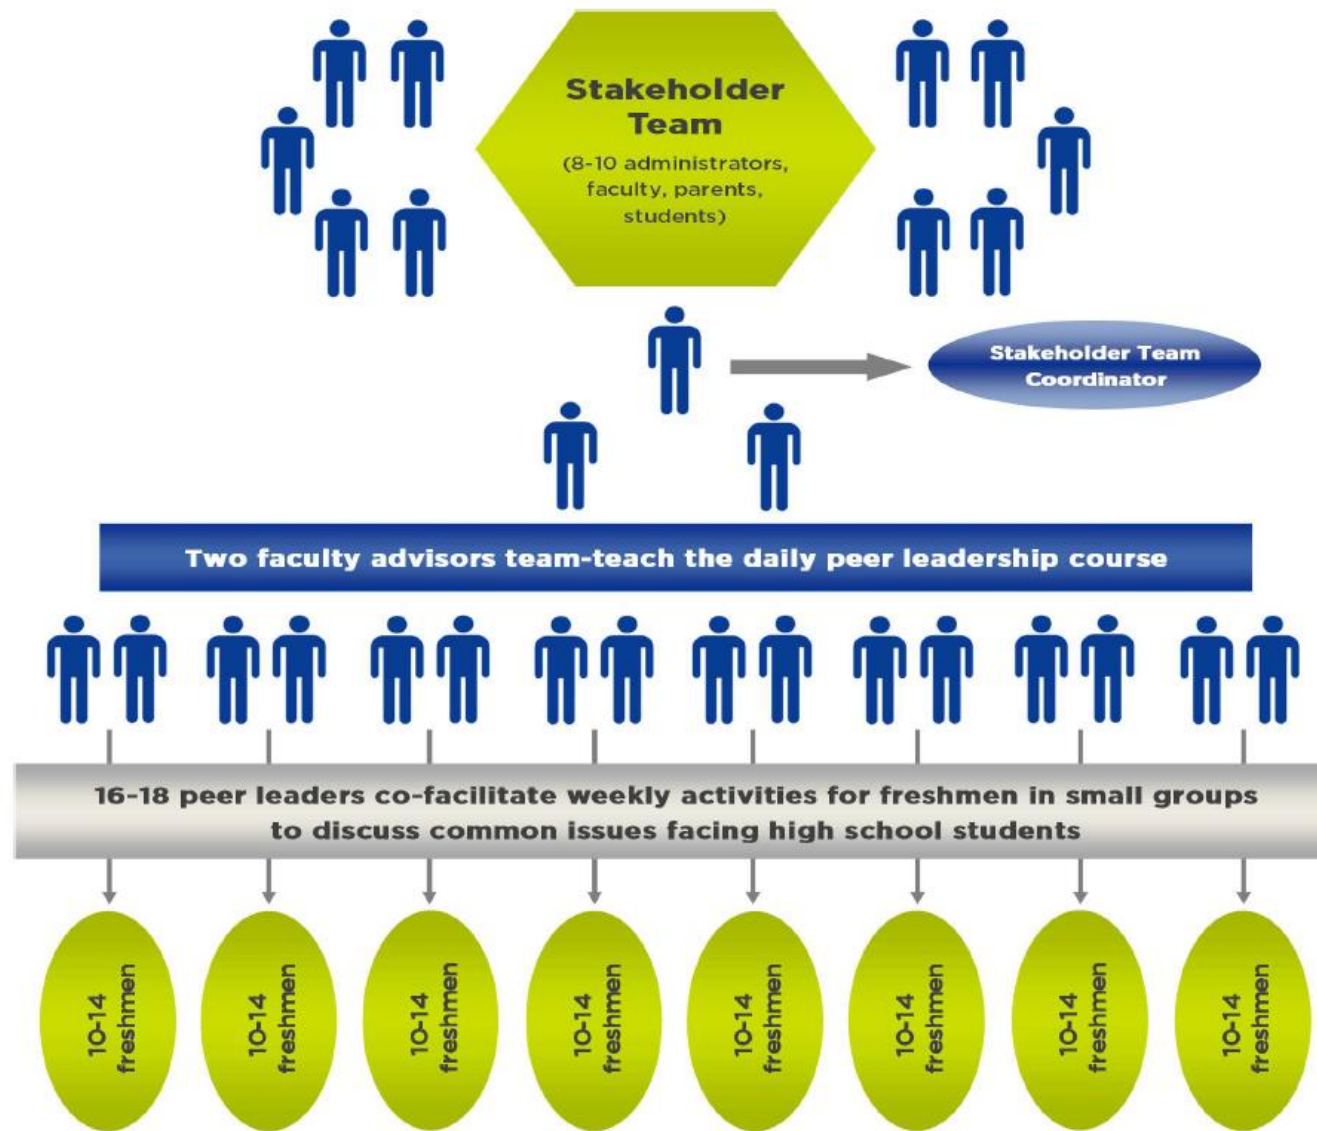 Stakeholder
Team
(8-10 administrators,
faculty, parents,
students)
Stakeholder Team
Coordinator
Two faculty advisors team-teach the daily peer leadership course
16-18 peer leaders co-facilitate weekly activities for freshmen in small groups
to discuss common issues facing high school students
10-14
freshmen
10-14
freshmen
10-14
freshmen
10-14
freshmen
10-14
freshmen
10-14
freshmen
10-14
freshmen
10-14
freshmen